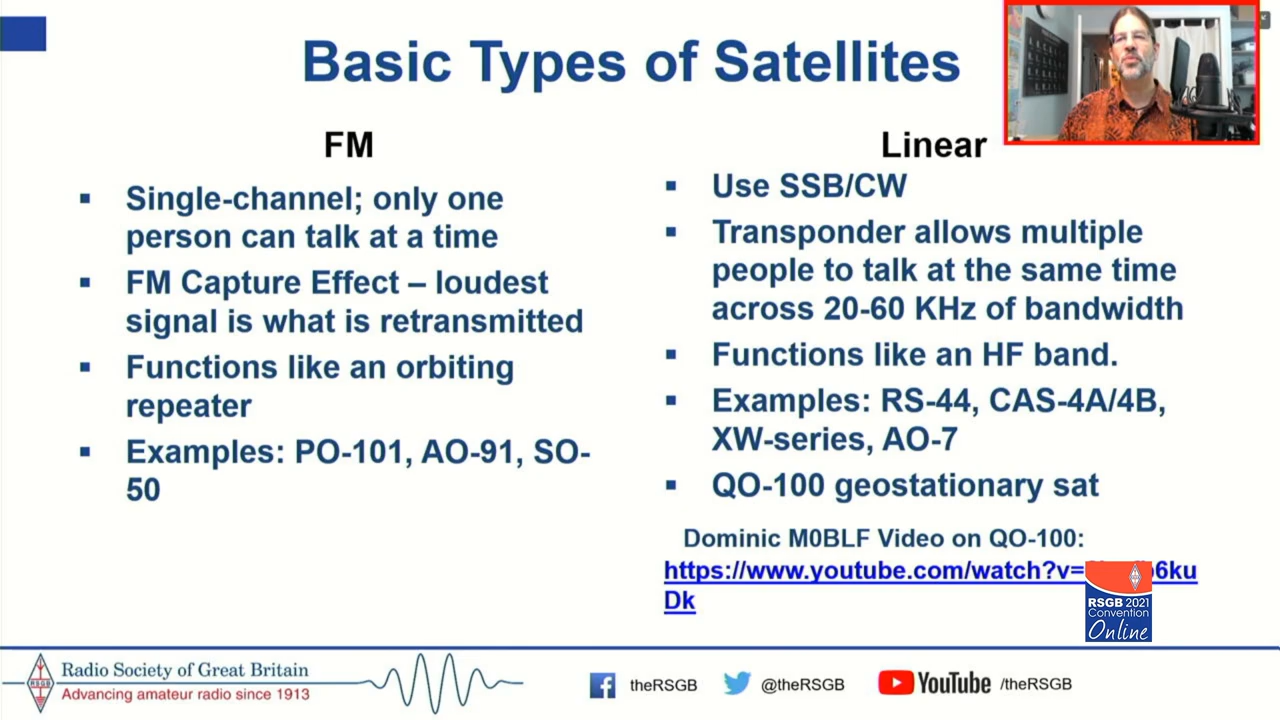 Basic Types of Satellites
FM
Single-channel; only one
person can talk at a time
FM Capture Effect – loudest
signal is what is retransmitted
Functions like an orbiting
repeater
Examples: PO-101, AO-91, SO-
50
Linear
Use SSB/CW
Transponder allows multiple
people to talk at the same time
across 20-60 KHz of bandwidth
Functions like an HF band.
Examples: RS-44, CAS-4A/4B,
XW-series, AO-7
QO-100 geostationary sat
Dominic M0BLF Video on QO-100:
https://www.youtube.com/watch?v=
Dk
RSGB 2021
Convention
Online
RSGB
Radio Society of Great Britain
Advancing amateur radio since 1913
theRSGB
@theRSGB
YouTube /theRSGB